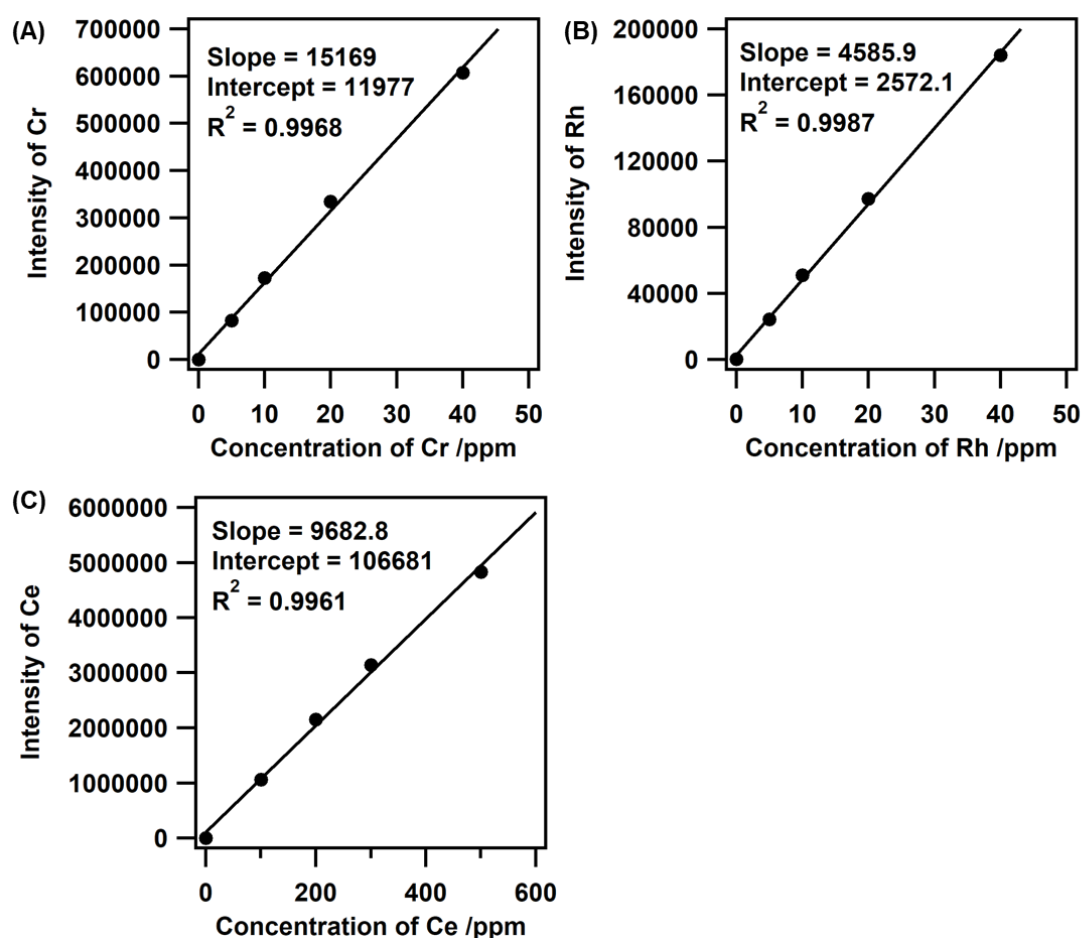 (A)
700000
600000
500000
400000
300000
200000
100000
0
Intensity of Cr
Slope = 15169
Intercept = 11977
R² = 0.9968
0 10 20 30 40 50
Concentration of Cr /ppm
(B)
200000
160000
120000
80000
40000
0
Intensity of Rh
Slope = 4585.9
Intercept = 2572.1
R² = 0.9987
0 10 20 30 40 50
Concentration of Rh /ppm
(C)
6000000
5000000
4000000
3000000
2000000
1000000
0
Intensity of Ce
Slope = 9682.8
Intercept = 106681
R² = 0.9961
0 200 400 600
Concentration of Ce /ppm